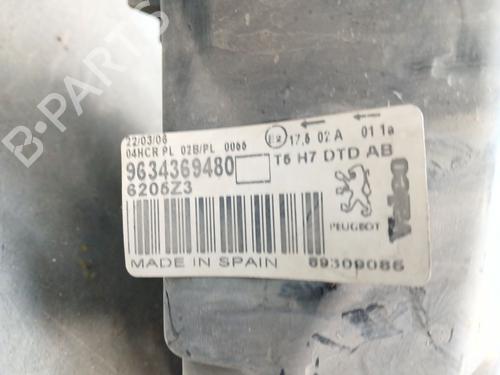 22/03/06
04HCR PL 02B/PL 0065 E2 17,5 02 A 01 1a
9634369480 T5 H7 DTD AB
6205Z3
PEUGEOT
Valeo
MADE IN SPAIN 89309085
B-PARTS